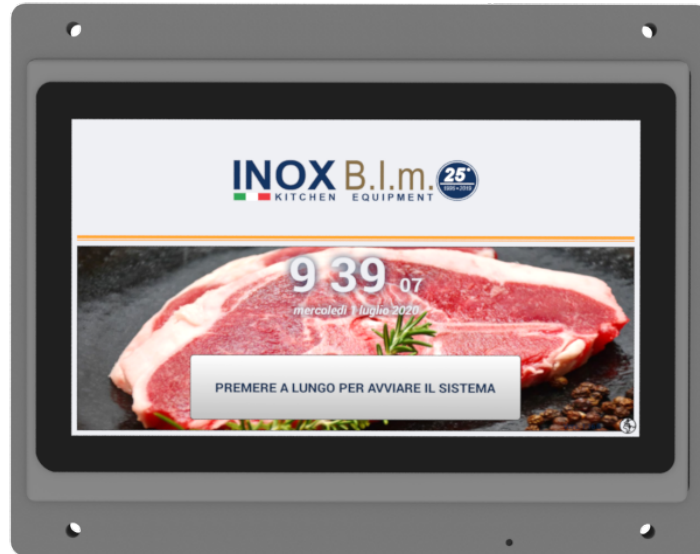 INOX B.I.m. 25°
KITCHEN EQUIPMENT
9 39 07
mercoledì 1 luglio 2020
PREMERE A LUNGO PER AVVIARE IL SISTEMA